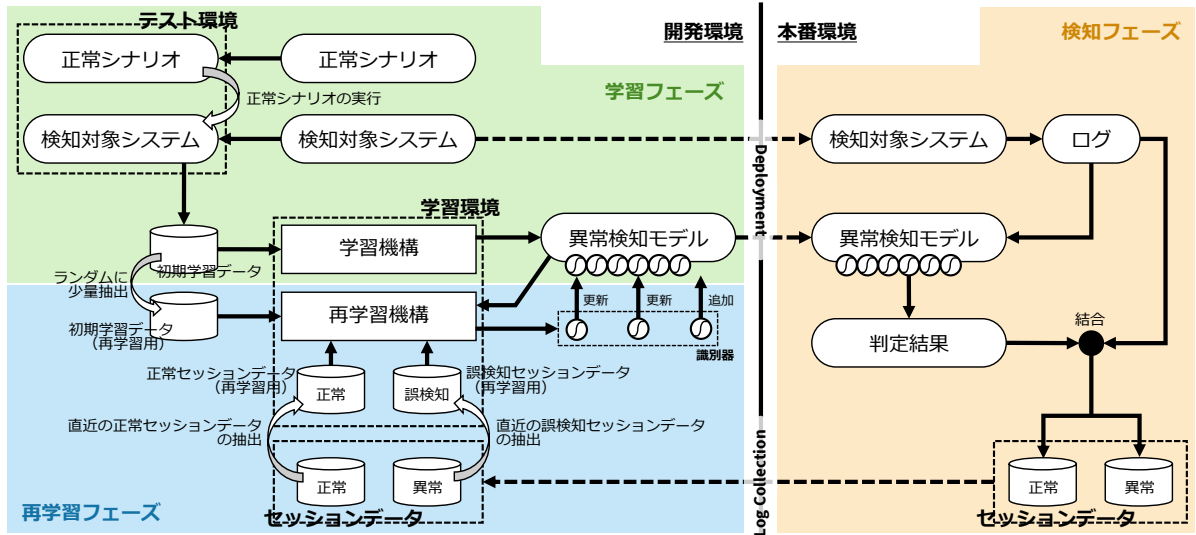 テスト環境
開発環境
本番環境
検知フェーズ
正常シナリオ
正常シナリオ
学習フェーズ
正常シナリオの実行
検知対象システム
検知対象システム
検知対象システム
ログ
Deployment
学習環境
学習機構
異常検知モデル
異常検知モデル
初期学習データ
ランダムに
少量抽出
更新
更新
追加
再学習機構
初期学習データ
（再学習用）
識別器
判定結果
結合
正常セッションデータ
（再学習用）
正常
誤検知
誤検知セッションデータ
（再学習用）
直近の正常セッションデータ
の抽出
直近の誤検知セッションデータ
の抽出
Log Collection
正常
異常
正常
異常
再学習フェーズ
セッションデータ
セッションデータ